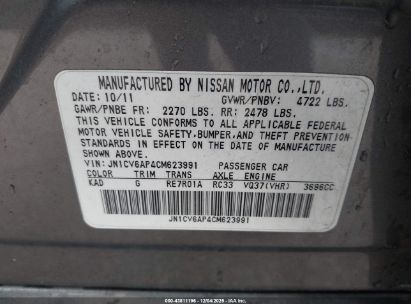 MANUFACTURED BY NISSAN MOTOR CO.,LTD.
DATE: 10/11 GVWR/PNBV: 4722 LBS.
GAWR/PNBE FR: 2270 LBS. RR: 2478 LBS.
THIS VEHICLE CONFORMS TO ALL APPLICABLE FEDERAL
MOTOR VEHICLE SAFETY, BUMPER, AND THEFT PREVENTION
STANDARDS IN EFFECT ON THE DATE OF MANUFACTURE
SHOWN ABOVE.
VIN: JN1CV6AP4CM623991 PASSENGER CAR
COLOR TRIM TRANS AXLE ENGINE
KAD G RE7R01A RC33 VQ37(VHR) 3696CC
JN1CV6AP4CM623991